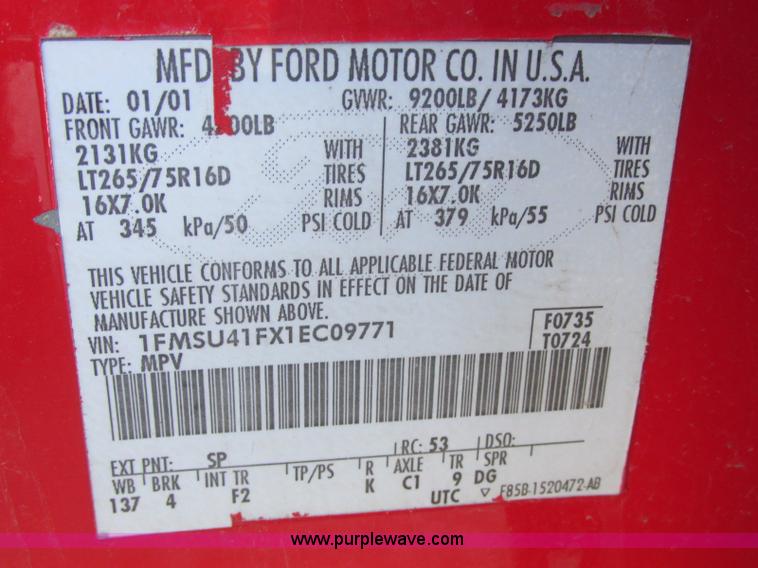 MFD. BY FORD MOTOR CO. IN U.S.A.
DATE: 01/01 GVWR: 9200LB/ 4173KG
FRONT GAWR: REAR GAWR: 5250LB
2131KG WITH 2381KG WITH
LT265/75R16D TIRES LT265/75R16D TIRES
16X7.0K RIMS 16X7.0K RIMS
AT 345 kPa/50 PSI COLD AT 379 kPa/55 PSI COLD
THIS VEHICLE CONFORMS TO ALL APPLICABLE FEDERAL MOTOR
VEHICLE SAFETY STANDARDS IN EFFECT ON THE DATE OF
MANUFACTURE SHOWN ABOVE.
VIN: 1FMSU41FX1EC09771 F0735
TYPE: MPV T0724
EXT PNT: SP RC: 53 DSO:
WB BRK INT TR TP/PS R AXLE TR SPR
137 4 F2 K C1 9 DG
UTC ▽ F85B-1520472-AB
www.purplewave.com